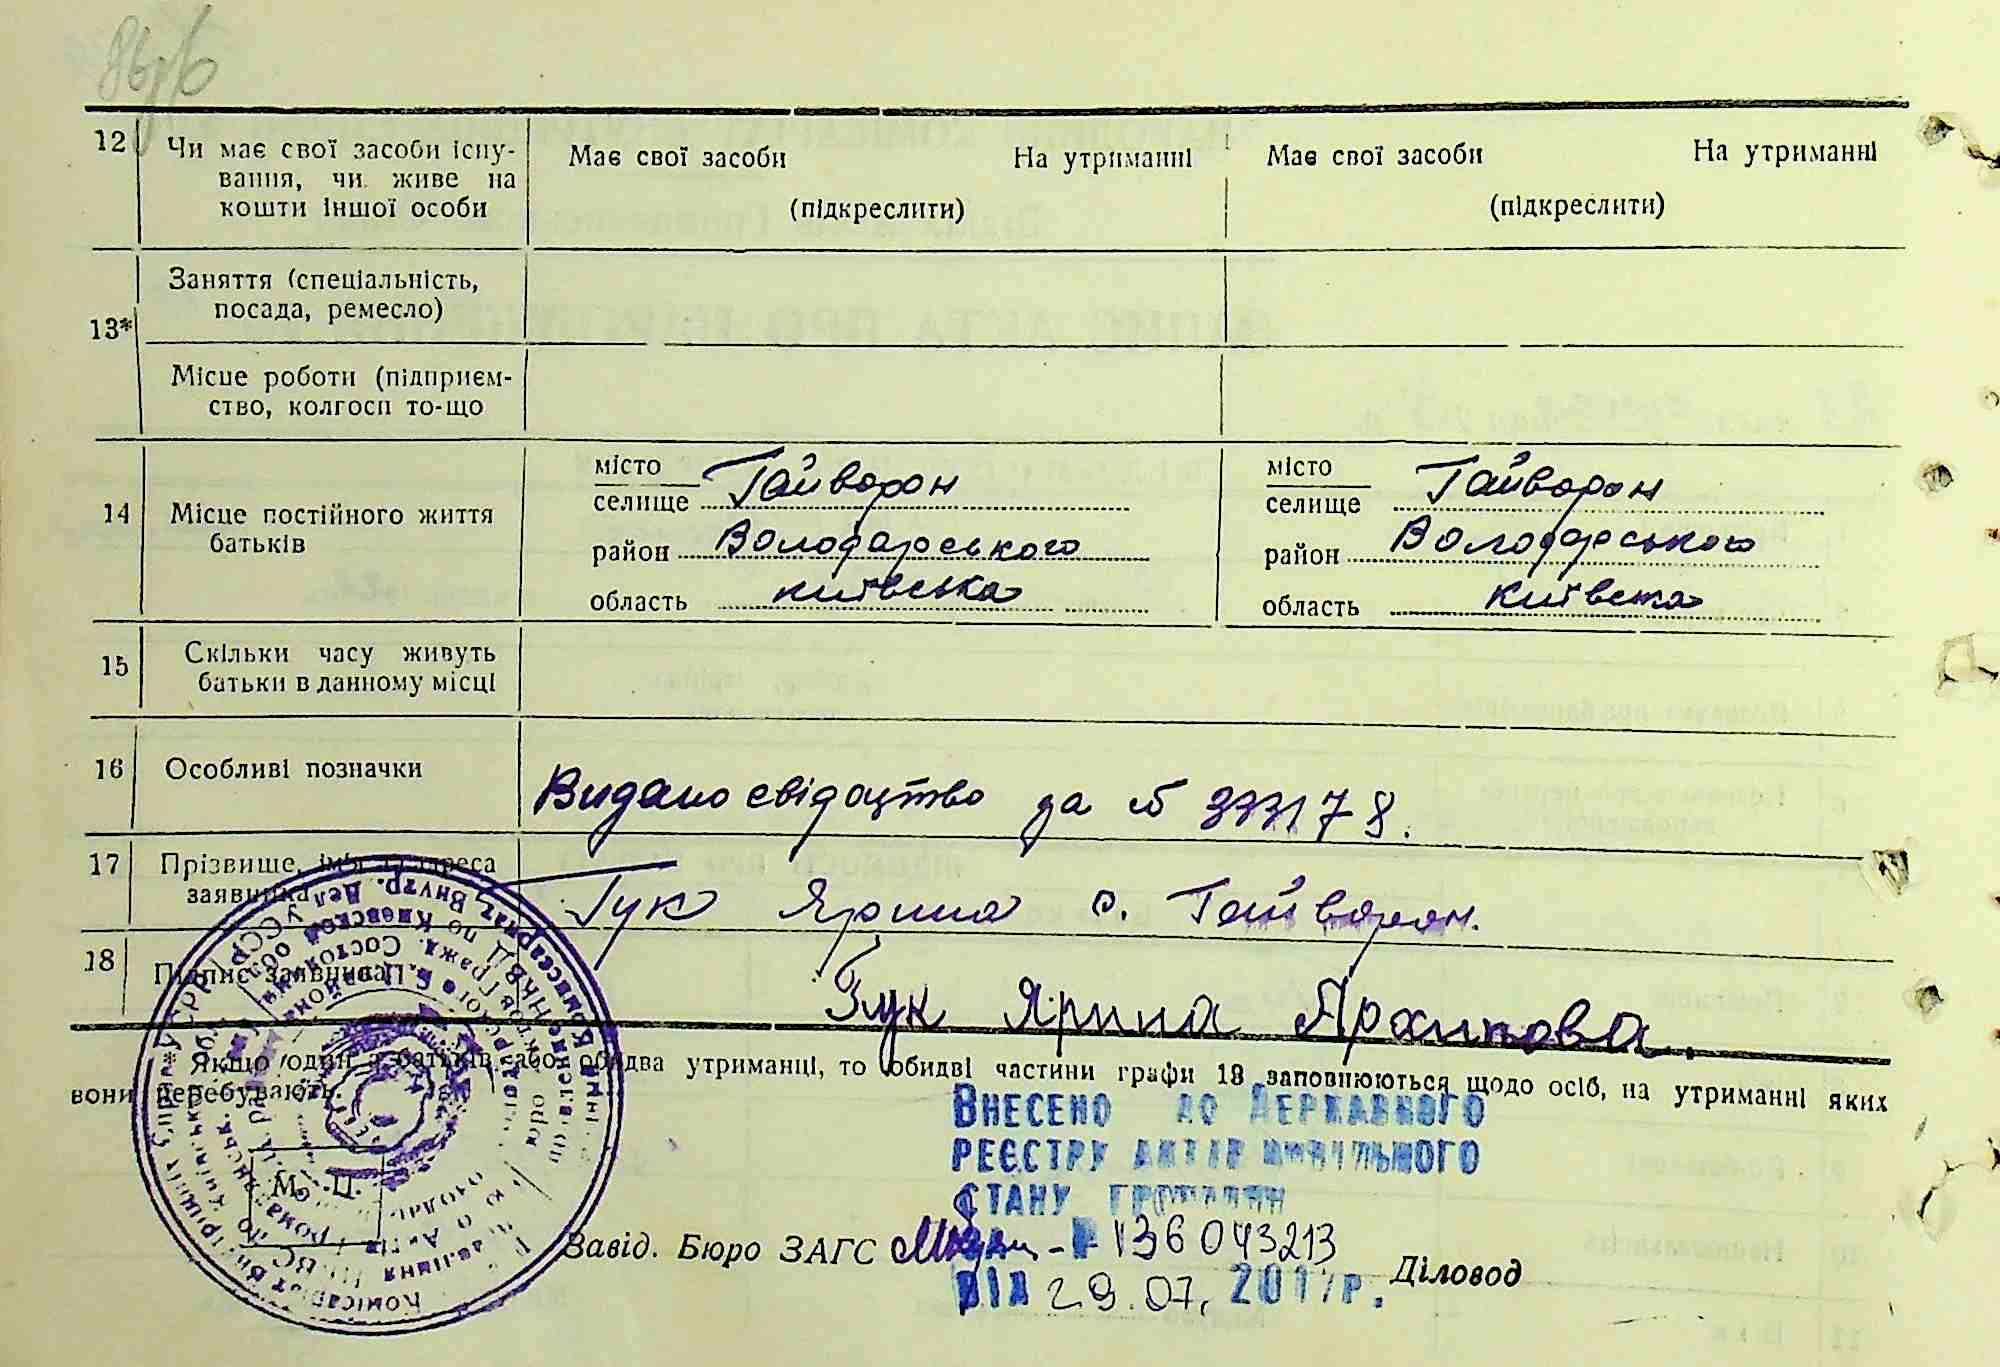 12 Чи має свої засоби існу-
вання, чи живе на
кошти іншої особи
Має свої засоби На утриманні
(підкреслити)
Має свої засоби На утриманні
(підкреслити)
13* Заняття (спеціальність,
посада, ремесло)
Місце роботи (підприєм-
ство, колгосп то-що
14 Місце постійного життя
батьків
місто
селище Гайворон
район Володарського
область київська
місто
селище Гайворон
район Володарського
область Київська
15 Скільки часу живуть
батьки в данному місці
16 Особливі позначки
Видано свідоцтво за №
17 Прізвище, ім'я та адреса
заявника
Гук Ярина с. Гайворон.
18 Підпис заявника
Гук Ярина Архипова.
* Якщо один з батьків або обидва утриманці, то обидві частини графи 13 заповнюються щодо осіб, на утриманні яких
вони перебувають.
Внесено до Державного
реєстру актів цивільного
стану громадян
М. П.
Завід. Бюро ЗАГС
136043213
Діловод
від 29.07.2017р.